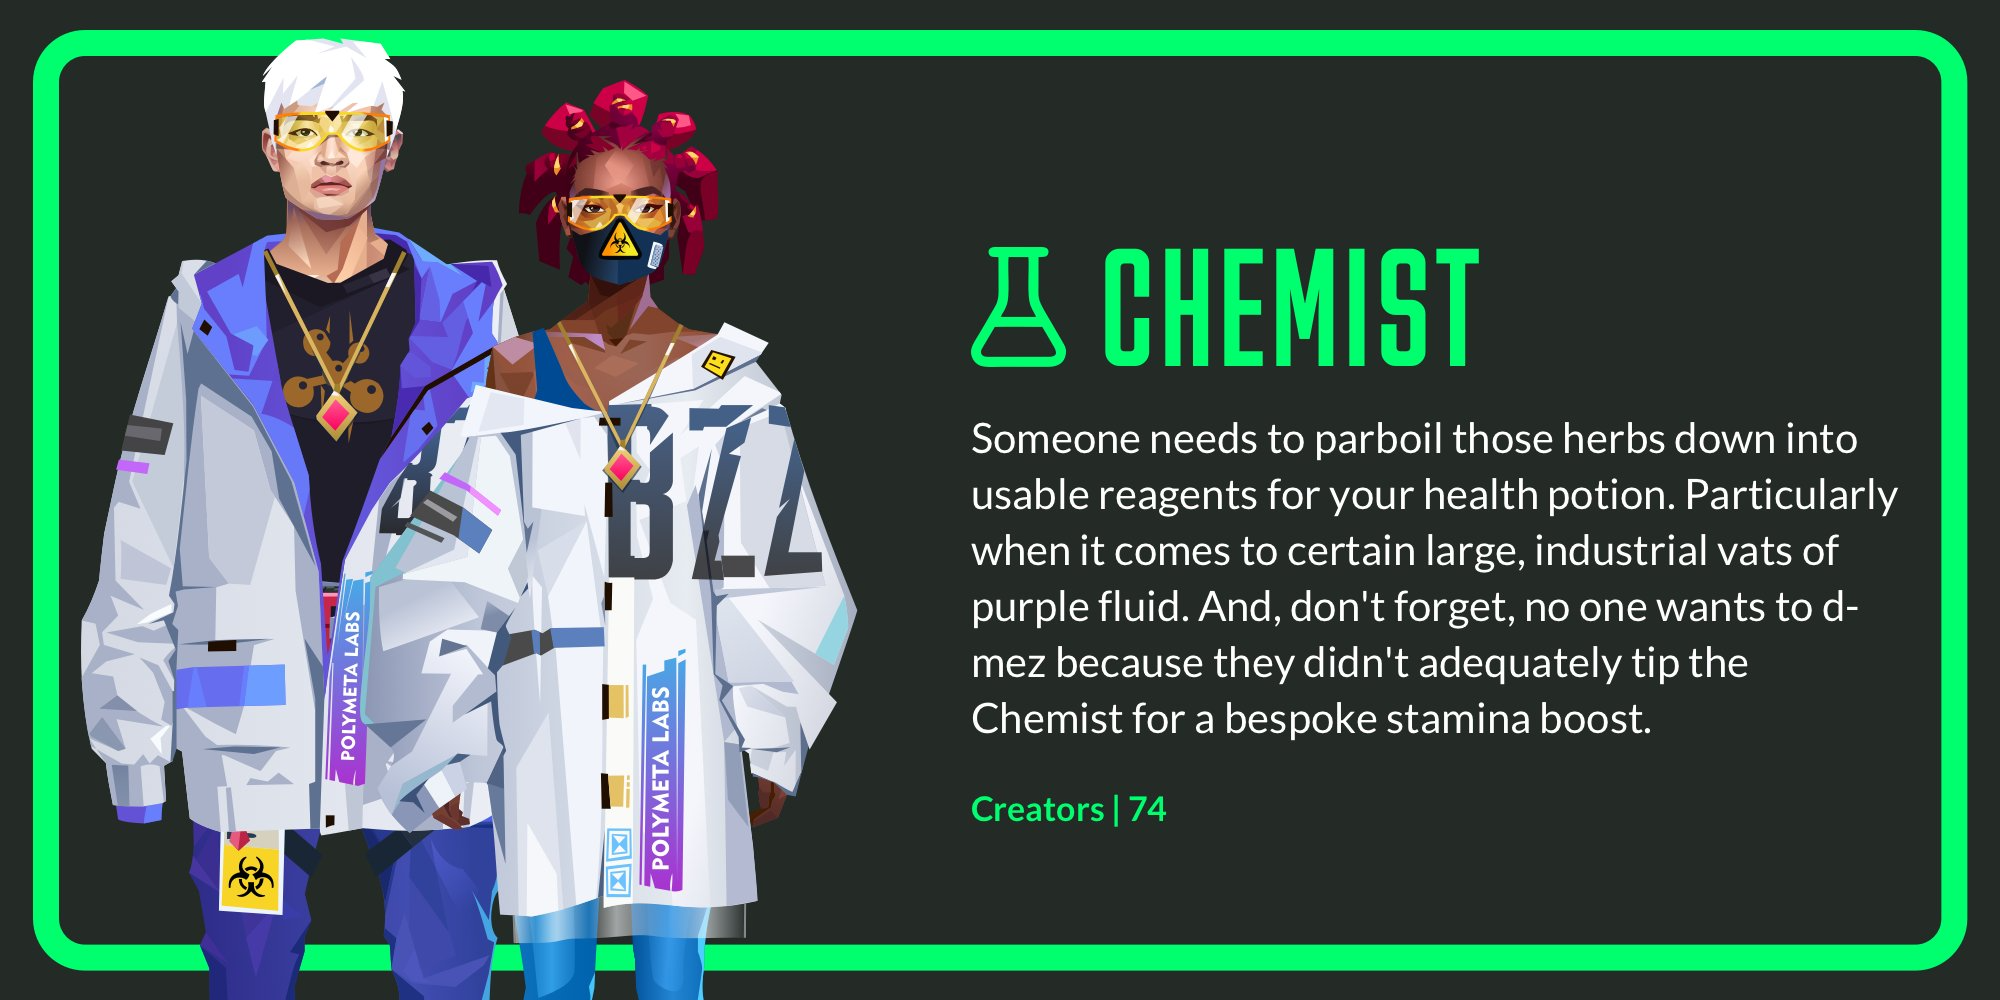 CHEMIST
Someone needs to parboil those herbs down into
usable reagents for your health potion. Particularly
when it comes to certain large, industrial vats of
purple fluid. And, don't forget, no one wants to d-
mez because they didn't adequately tip the
Chemist for a bespoke stamina boost.
Creators | 74
POLYMETA LABS
POLYMETA LABS